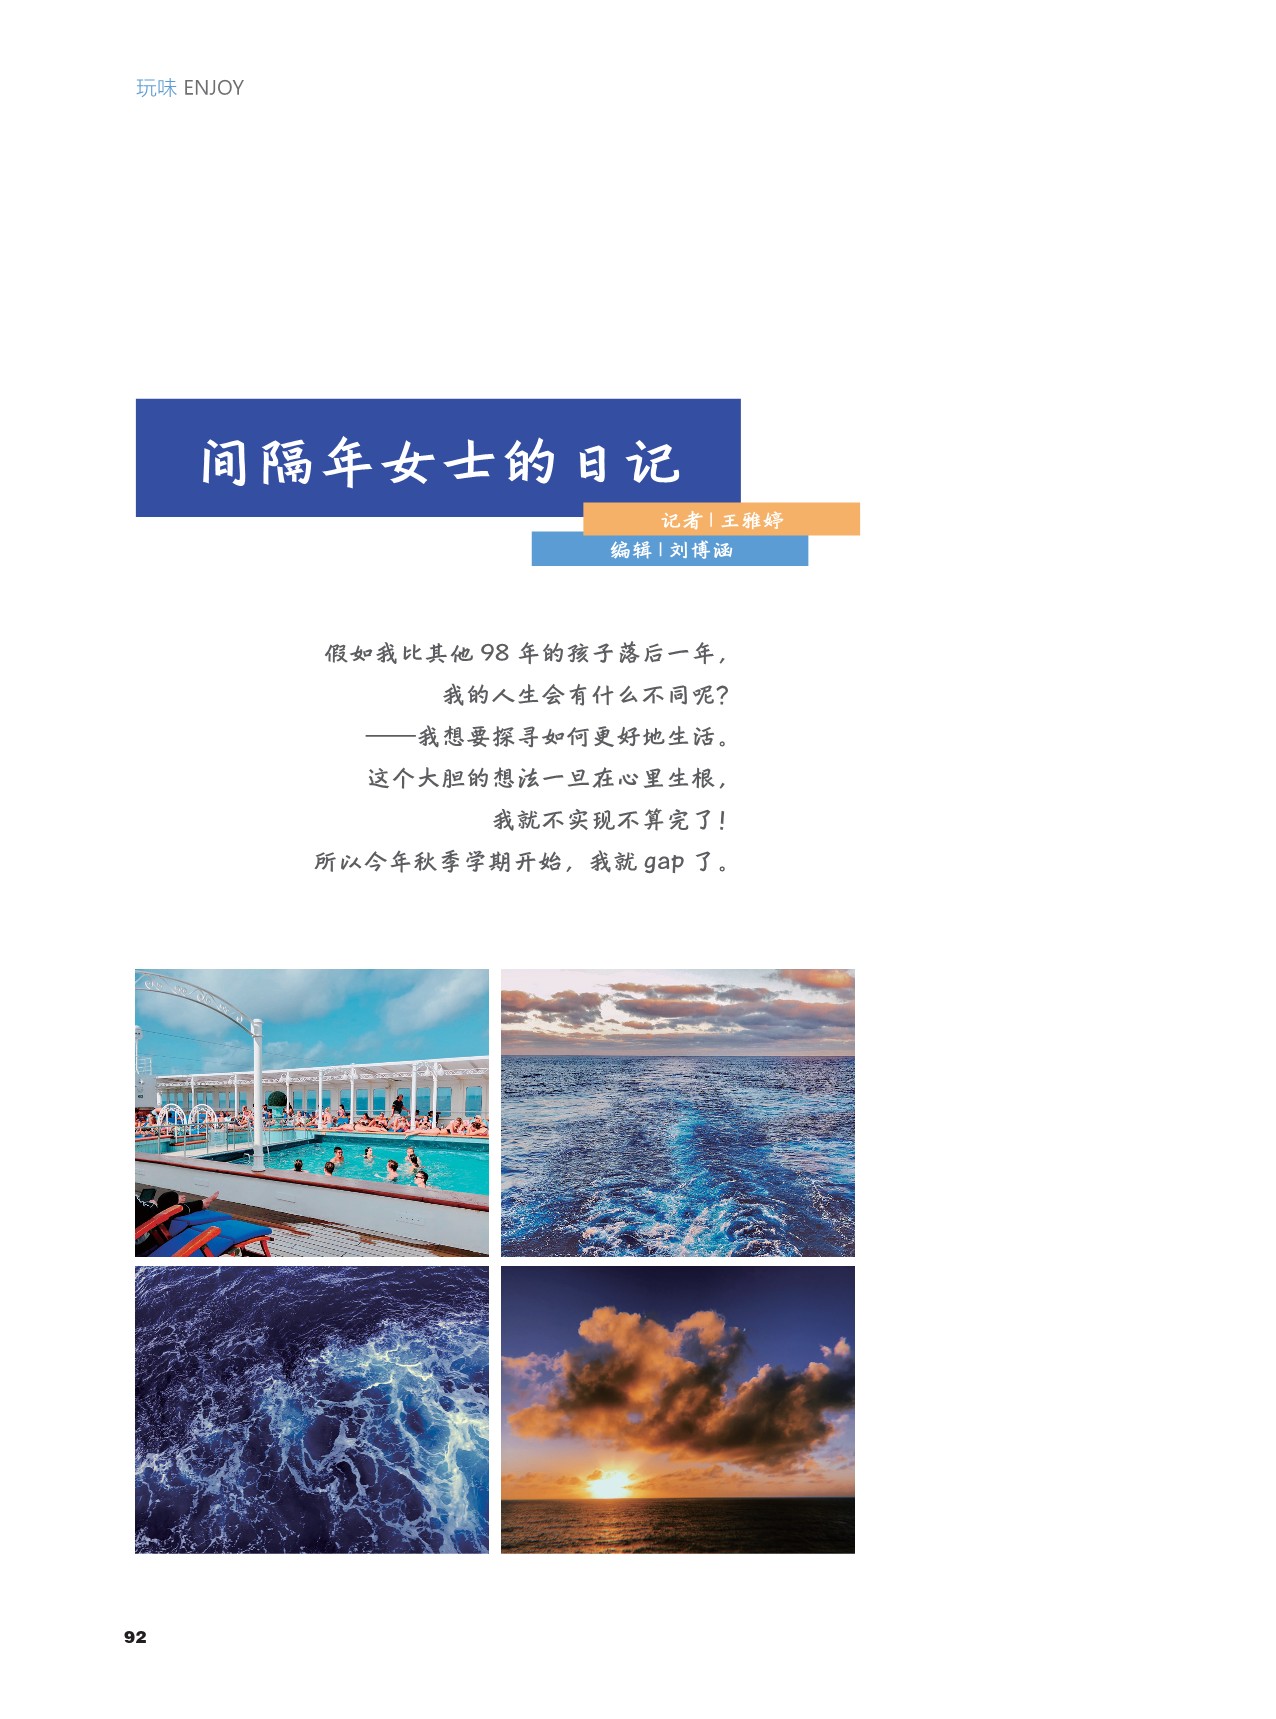 玩味 ENJOY
间隔年女士的日记
记者 | 王雅婷
编辑 | 刘博涵
假如我比其他 98 年的孩子落后一年，
我的人生会有什么不同呢？
——我想要探寻如何更好地生活。
这个大胆的想法一旦在心里生根，
我就不实现不算完了！
所以今年秋季学期开始，我就 gap 了。
92